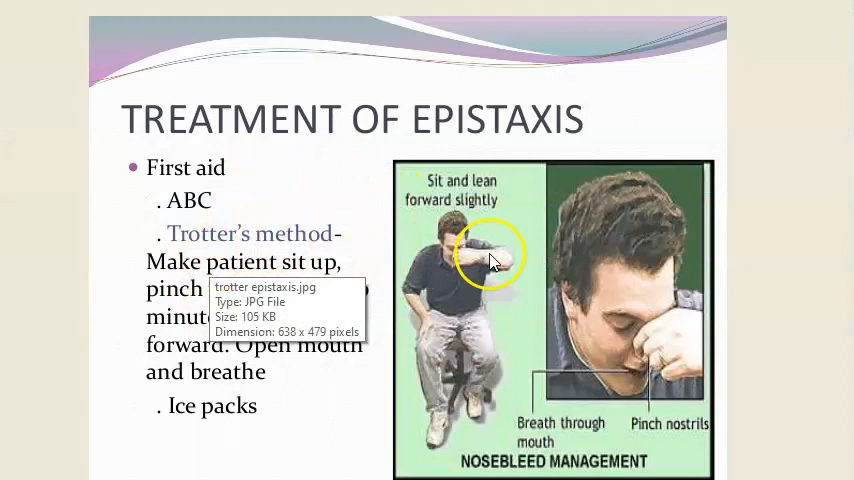 TREATMENT OF EPISTAXIS
First aid
. ABC
. Trotter's method-
Make patient sit up,
pinch
minut
forward. Open mouth
and breathe
. Ice packs
trotter epistaxis.jpg
Type: JPG File
Size: 105 KB
Dimension: 638 x 479 pixels
Sit and lean
forward slightly
Breath through
mouth
Pinch nostrils
NOSEBLEED MANAGEMENT